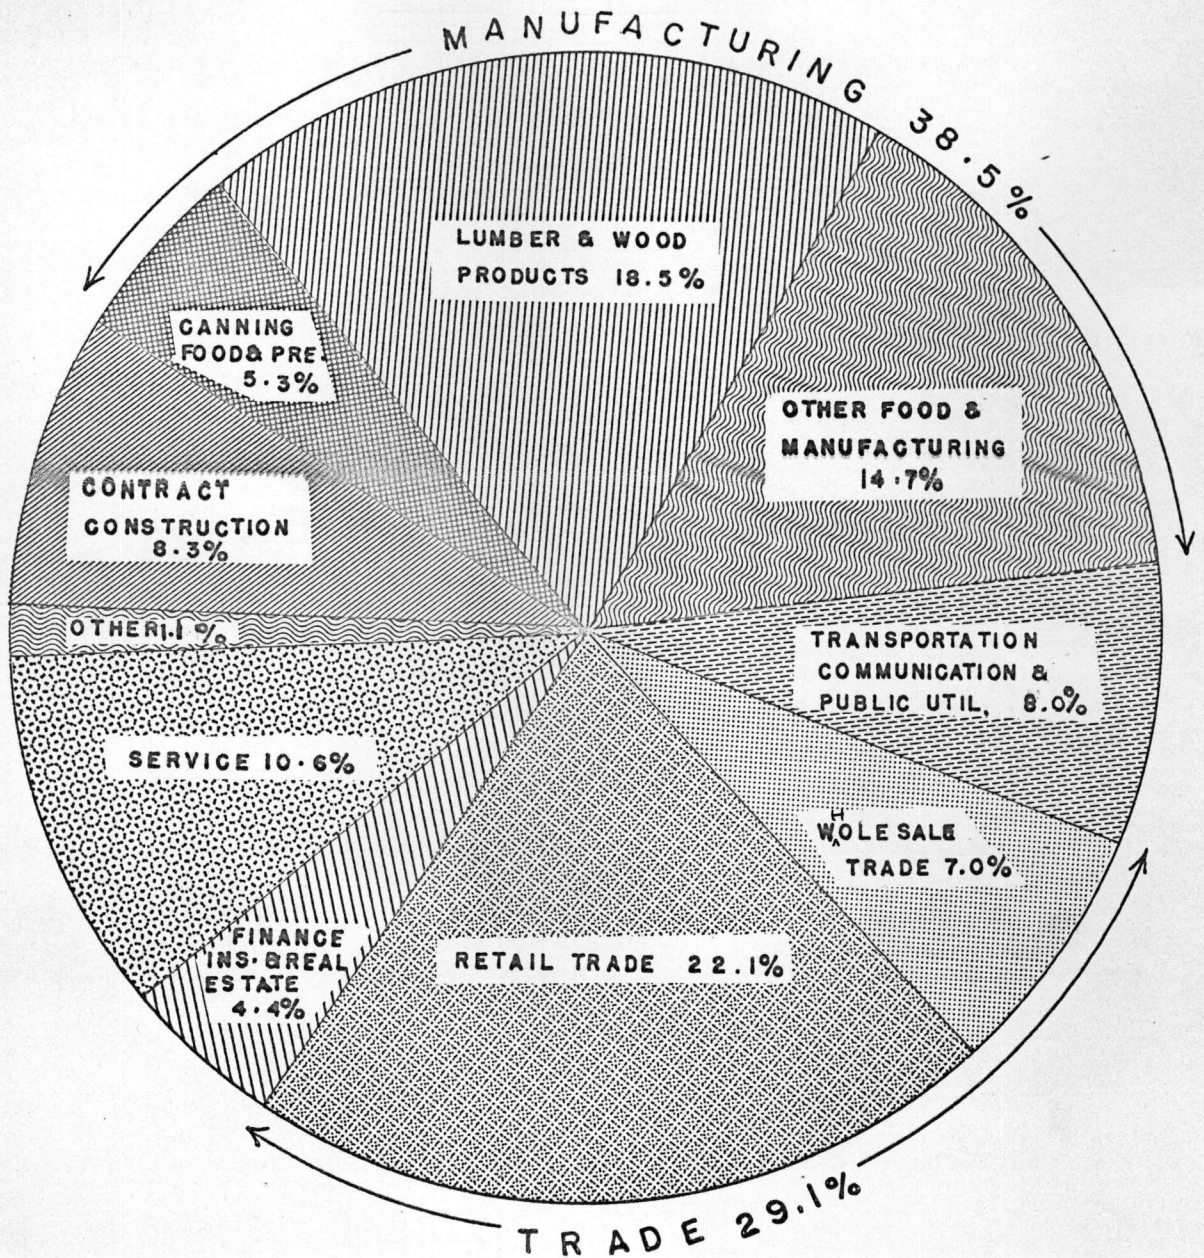 MANUFACTURING 38.5%
LUMBER & WOOD
PRODUCTS 18.5%
CANNING
FOOD & PRE.
5.3%
OTHER FOOD &
MANUFACTURING
14.7%
CONTRACT
CONSTRUCTION
8.3%
OTHER 1.1%
TRANSPORTATION
COMMUNICATION &
PUBLIC UTIL. 8.0%
SERVICE 10.6%
WHOLESALE
TRADE 7.0%
FINANCE
INS. & REAL
ESTATE
4.4%
RETAIL TRADE 22.1%
TRADE 29.1%